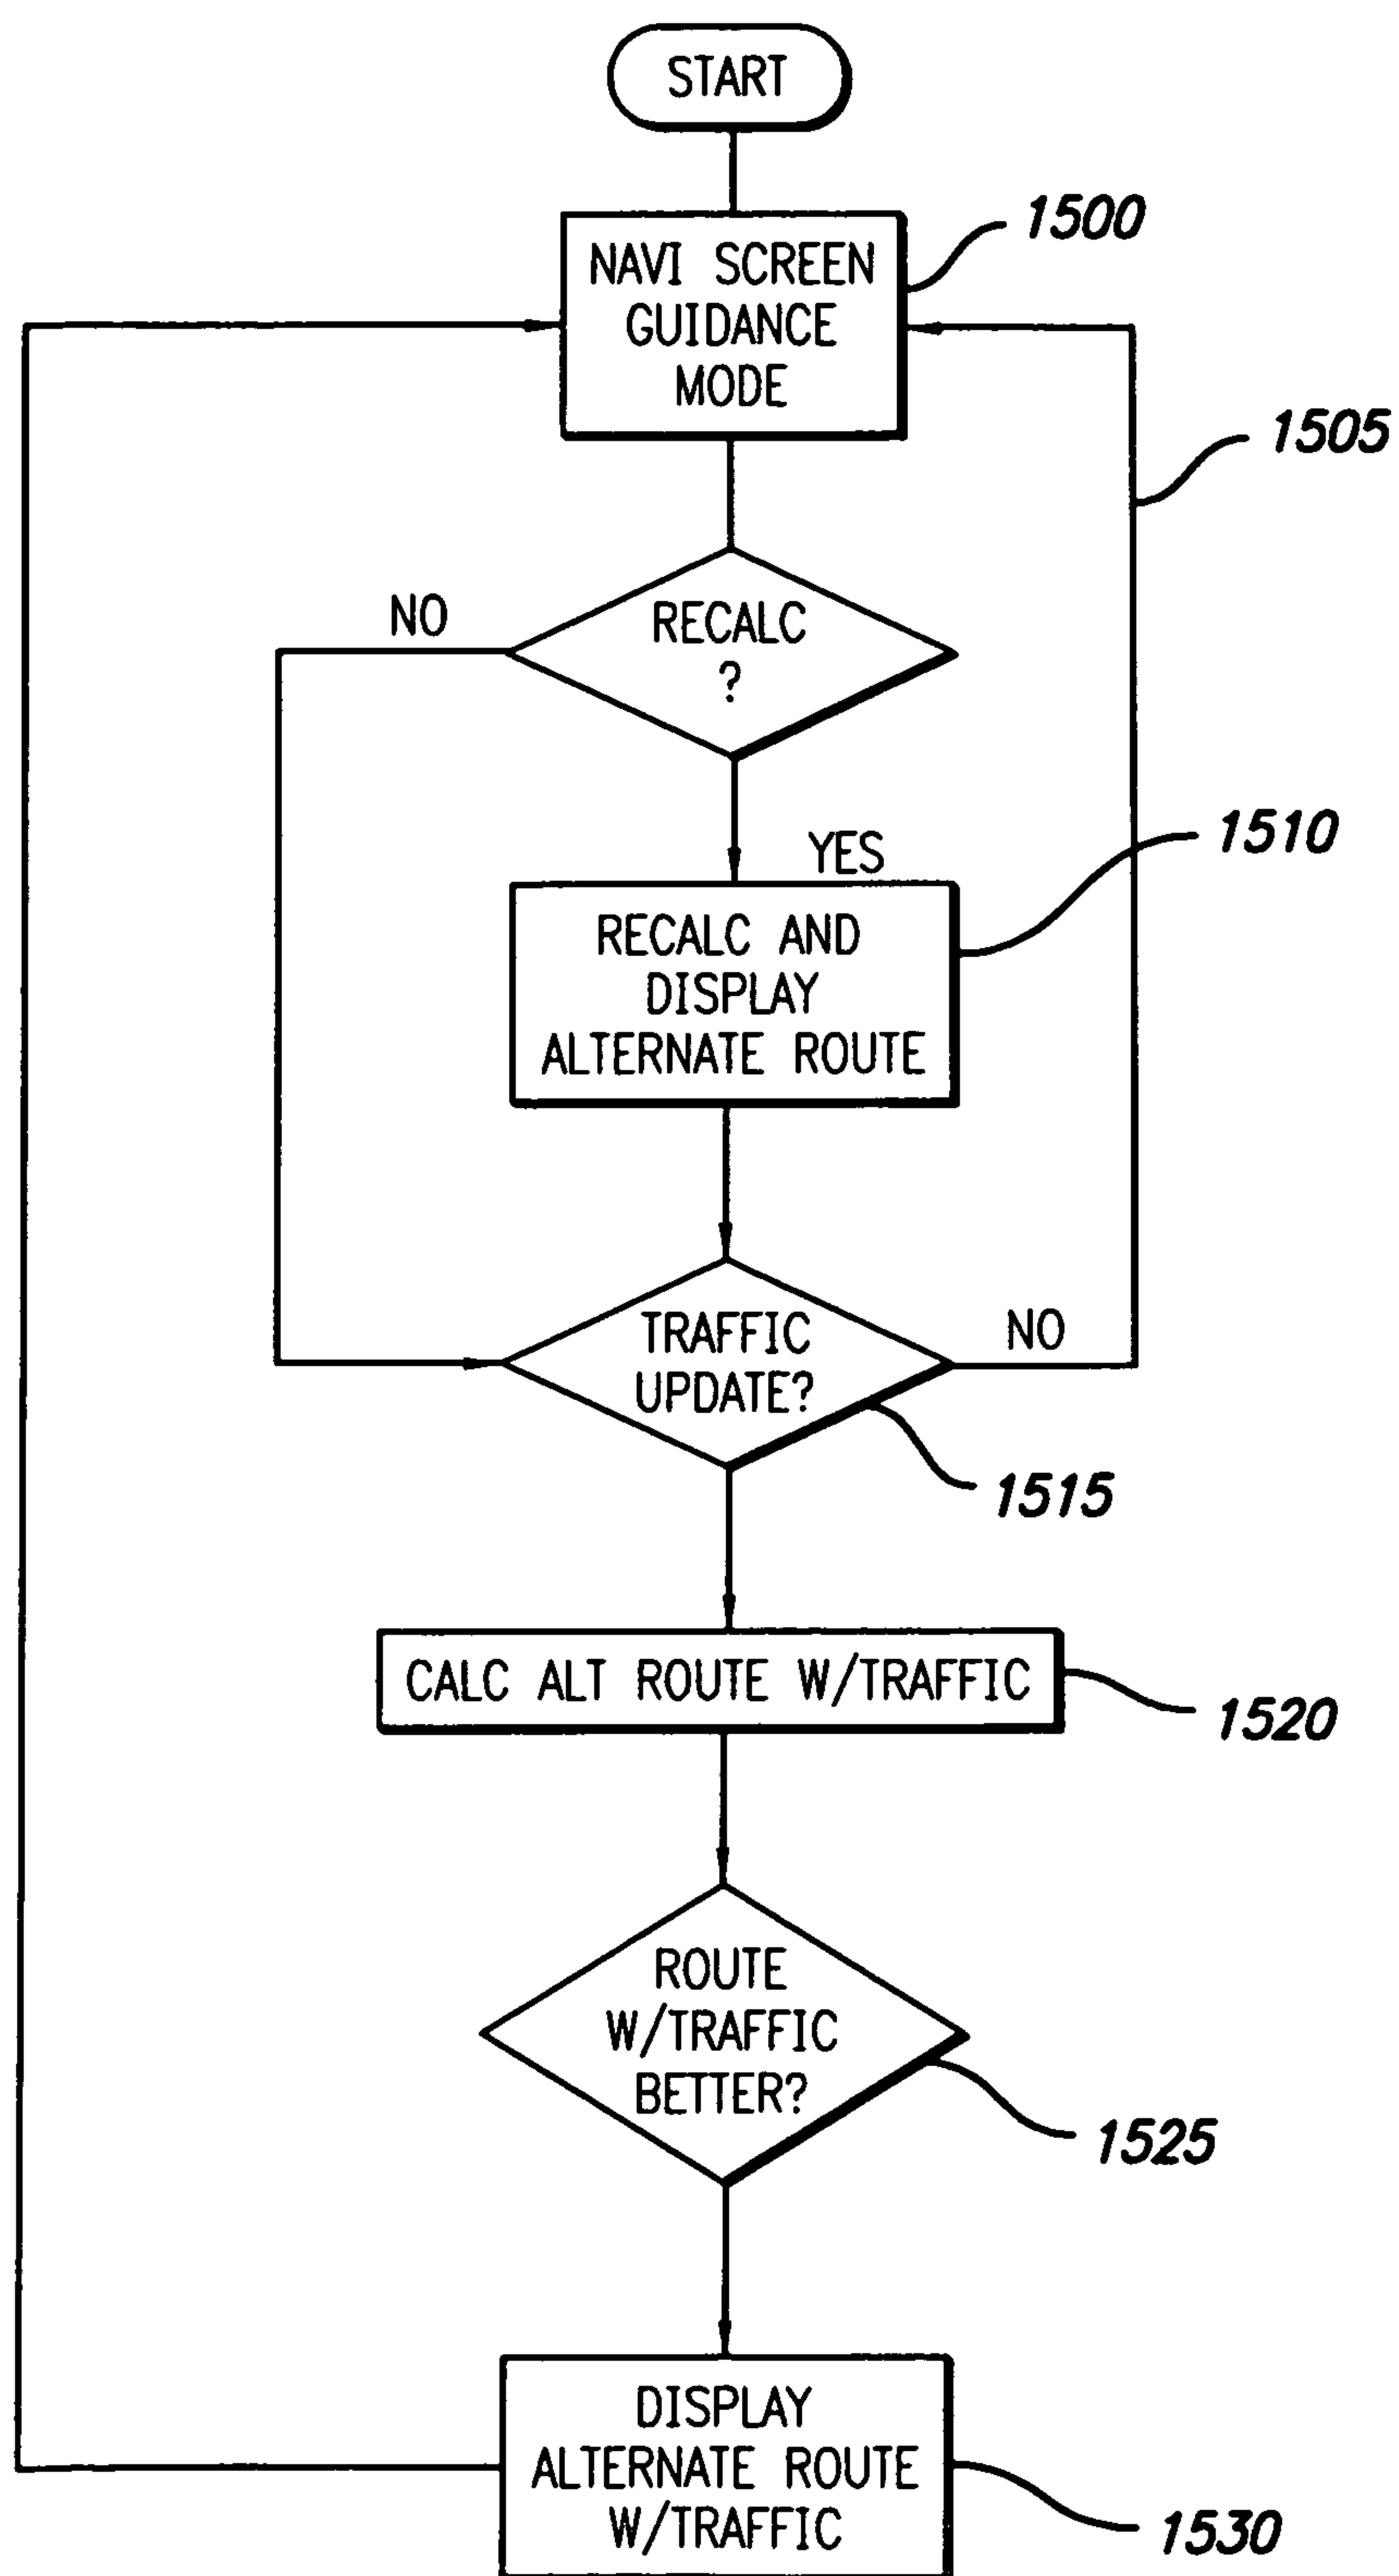 START
1500
NAVI SCREEN
GUIDANCE
MODE
1505
NO
RECALC
?
YES
1510
RECALC AND
DISPLAY
ALTERNATE ROUTE
TRAFFIC
UPDATE?
NO
1515
CALC ALT ROUTE W/TRAFFIC
1520
ROUTE
W/TRAFFIC
BETTER?
1525
DISPLAY
ALTERNATE ROUTE
W/TRAFFIC
1530